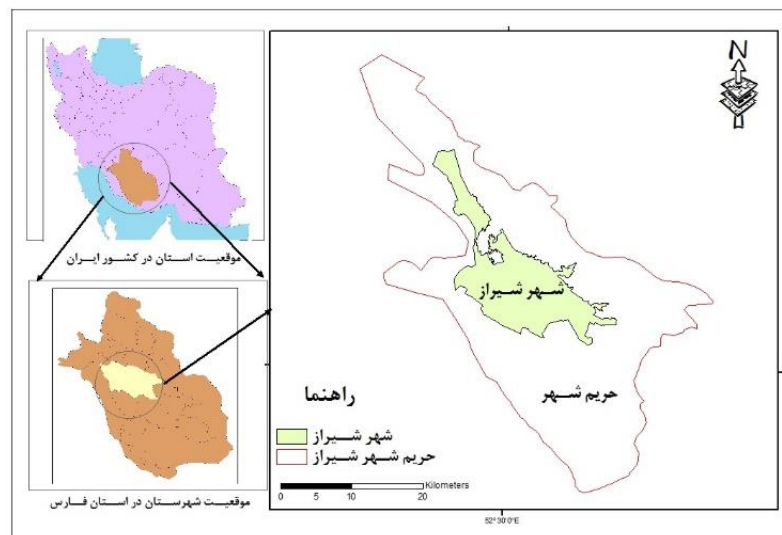 موقعیت استان در کشور ایران
موقعیت شهرستان در استان فارس
N
شهر شیراز
حریم شهر
راهنما
شهر شیراز
حریم شهر شیراز
Kilometers
0 5 10 20
52°30'0"E